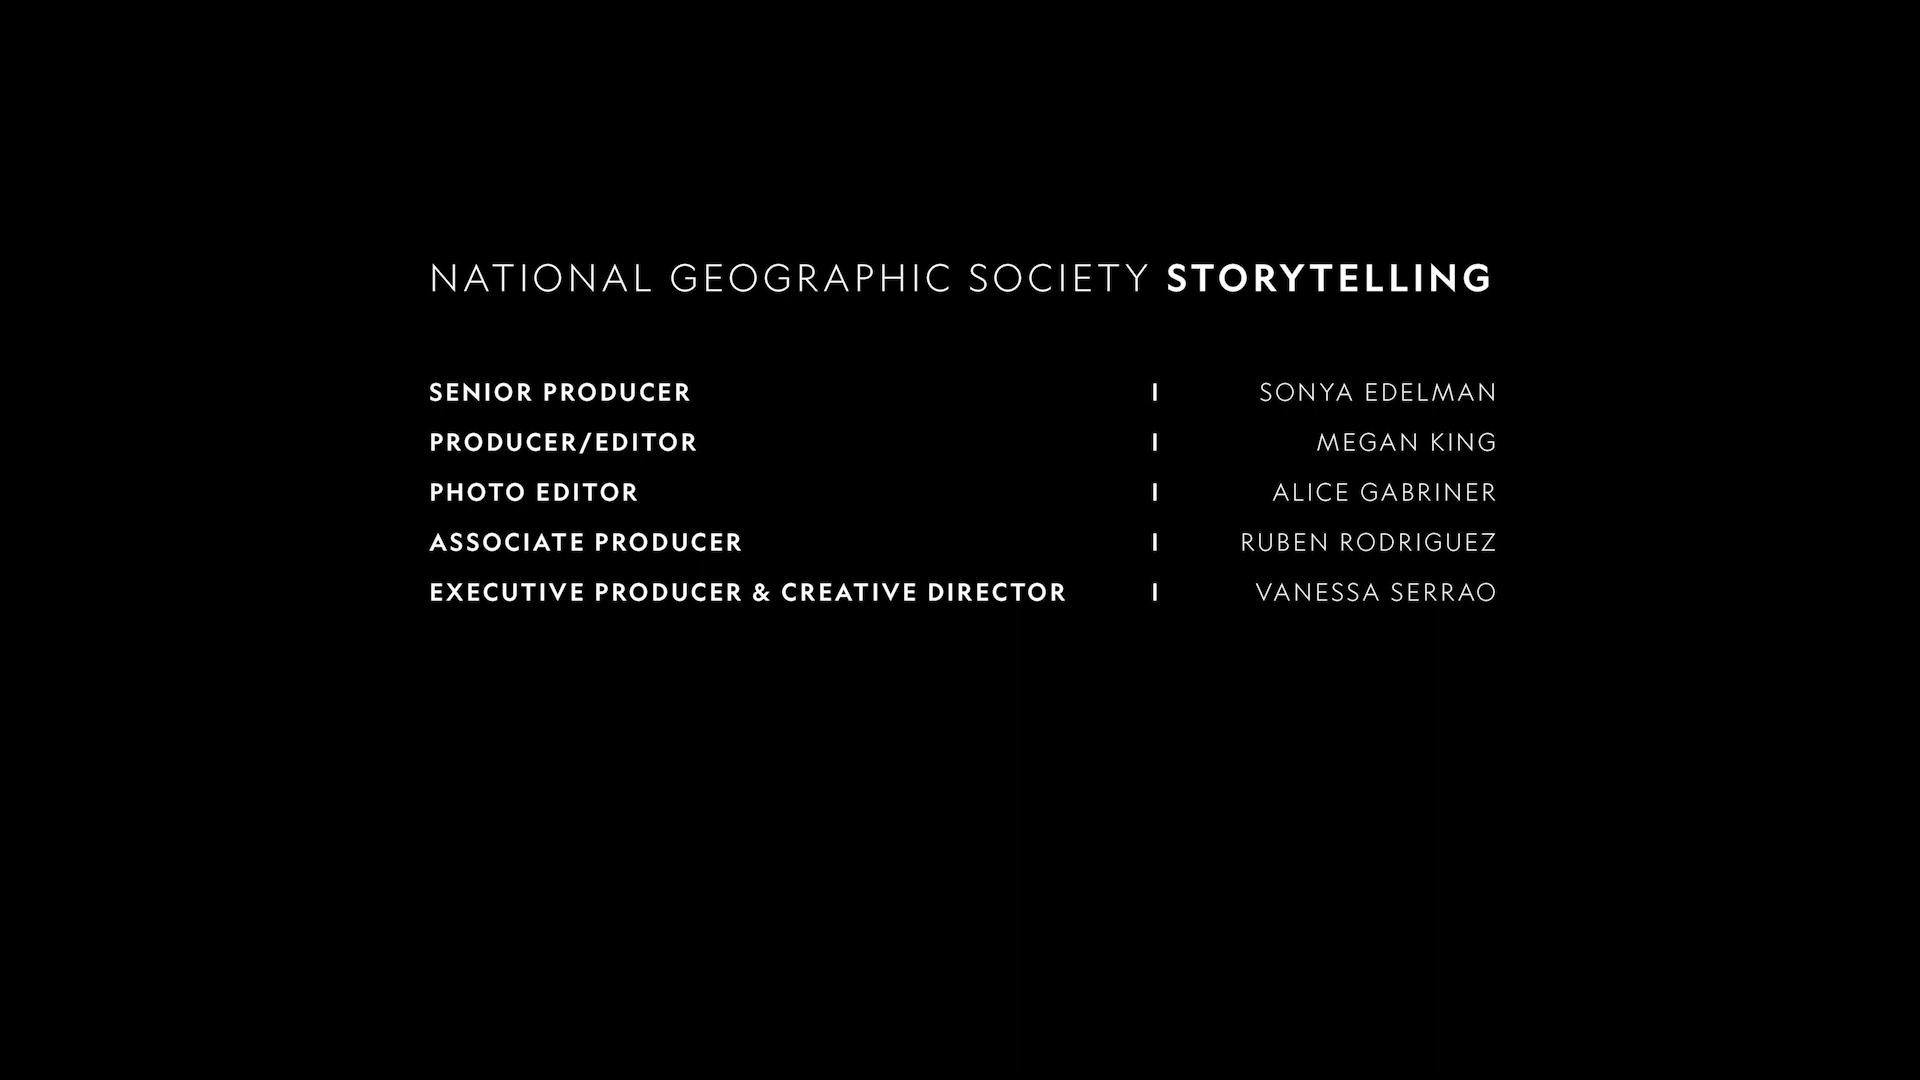 NATIONAL GEOGRAPHIC SOCIETY STORYTELLING
SENIOR PRODUCER | SONYA EDELMAN
PRODUCER/EDITOR | MEGAN KING
PHOTO EDITOR | ALICE GABRINER
ASSOCIATE PRODUCER | RUBEN RODRIGUEZ
EXECUTIVE PRODUCER & CREATIVE DIRECTOR | VANESSA SERRAO